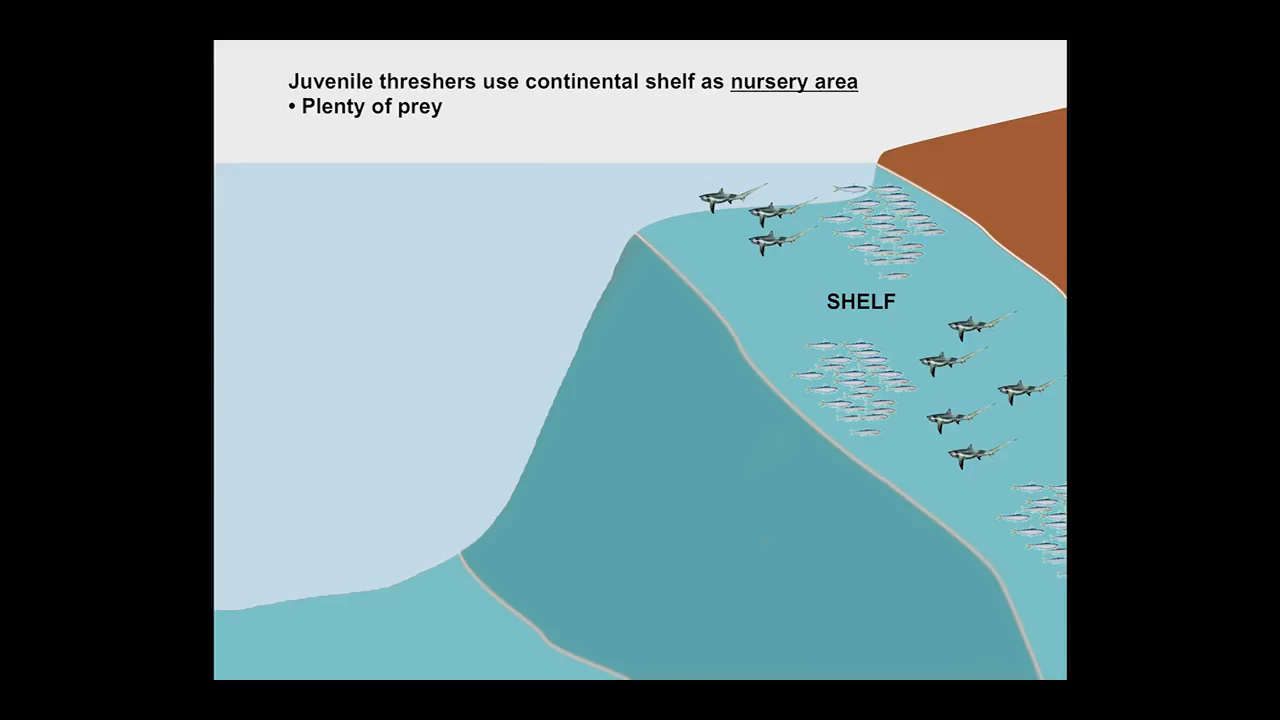 Juvenile threshers use continental shelf as nursery area
• Plenty of prey
SHELF